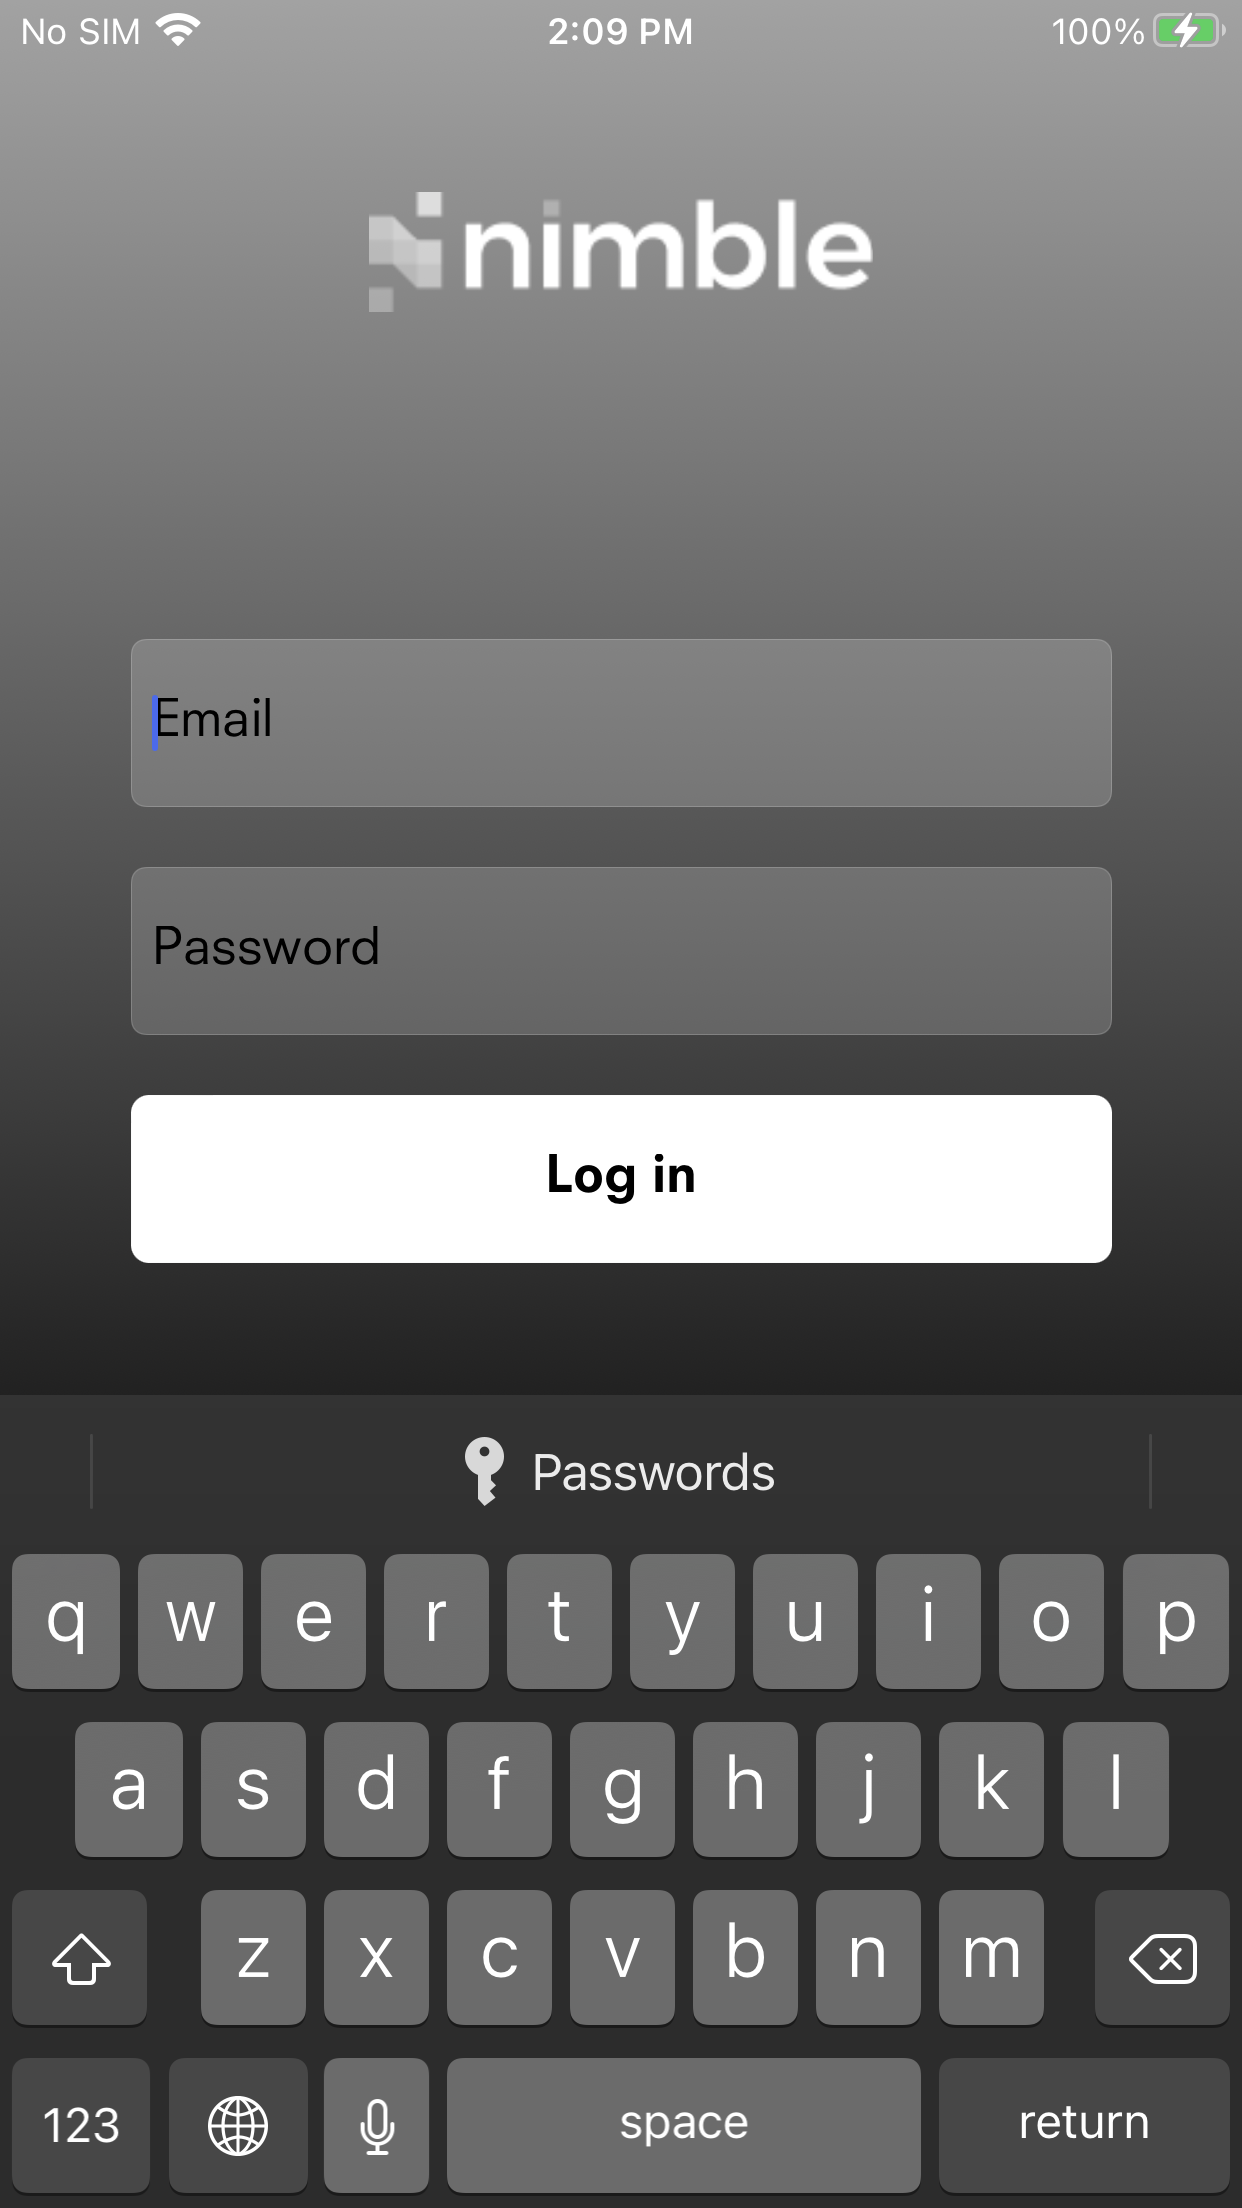 No SIM 2:09 PM 100%
nimble
Email
Password
Log in
Passwords
q w e r t y u i o p
a s d f g h j k l
z x c v b n m
123 space return